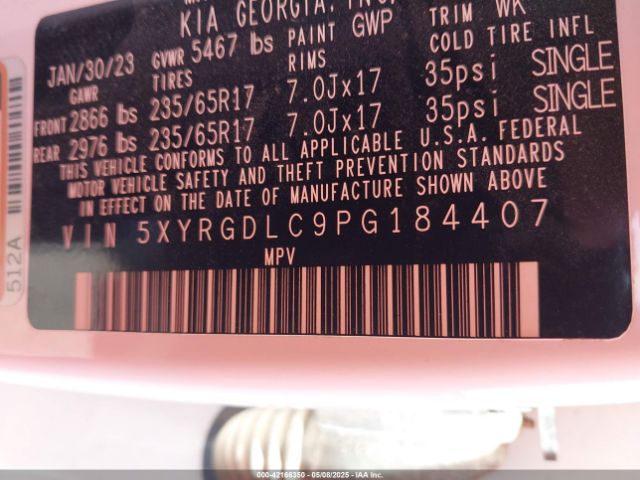 KIA GEORGIA, INC.
JAN/30/23 GVWR 5467 lbs PAINT GWP TRIM WK
GAWR TIRES RIMS COLD TIRE INFL
FRONT 2866 lbs 235/65R17 7.0Jx17 35psi SINGLE
REAR 2976 lbs 235/65R17 7.0Jx17 35psi SINGLE
THIS VEHICLE CONFORMS TO ALL APPLICABLE U.S.A. FEDERAL
MOTOR VEHICLE SAFETY AND THEFT PREVENTION STANDARDS
IN EFFECT ON THE DATE OF MANUFACTURE SHOWN ABOVE
VIN 5XYRGDLC9PG184407
MPV
512A
000-42166350 - 05/08/2025 - IAAI.COM